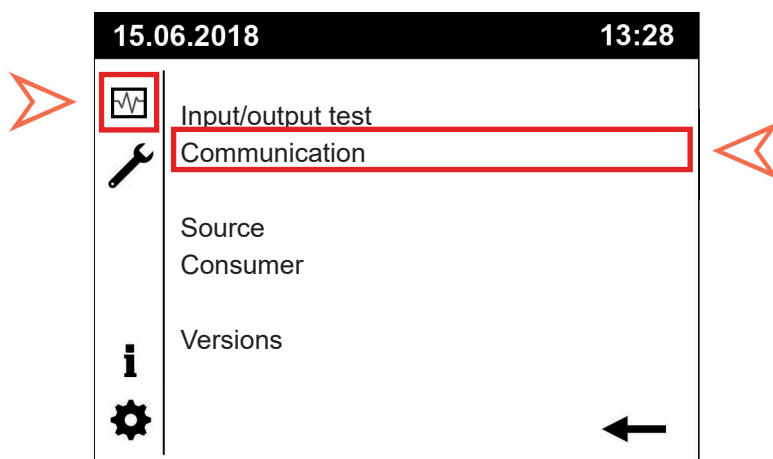 15.06.2018 13:28
Input/output test
Communication
Source
Consumer
Versions